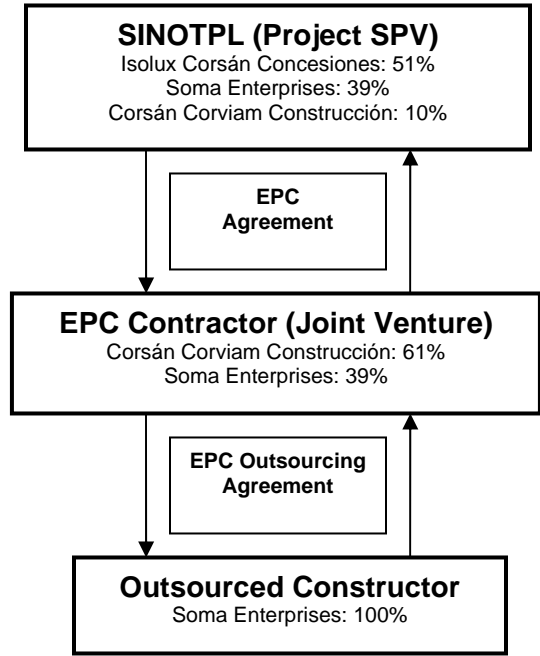 SINOTPL (Project SPV)
Isolux Corsán Concesiones: 51%
Soma Enterprises: 39%
Corsán Corviam Construcción: 10%
EPC
Agreement
EPC Contractor (Joint Venture)
Corsán Corviam Construcción: 61%
Soma Enterprises: 39%
EPC Outsourcing
Agreement
Outsourced Constructor
Soma Enterprises: 100%